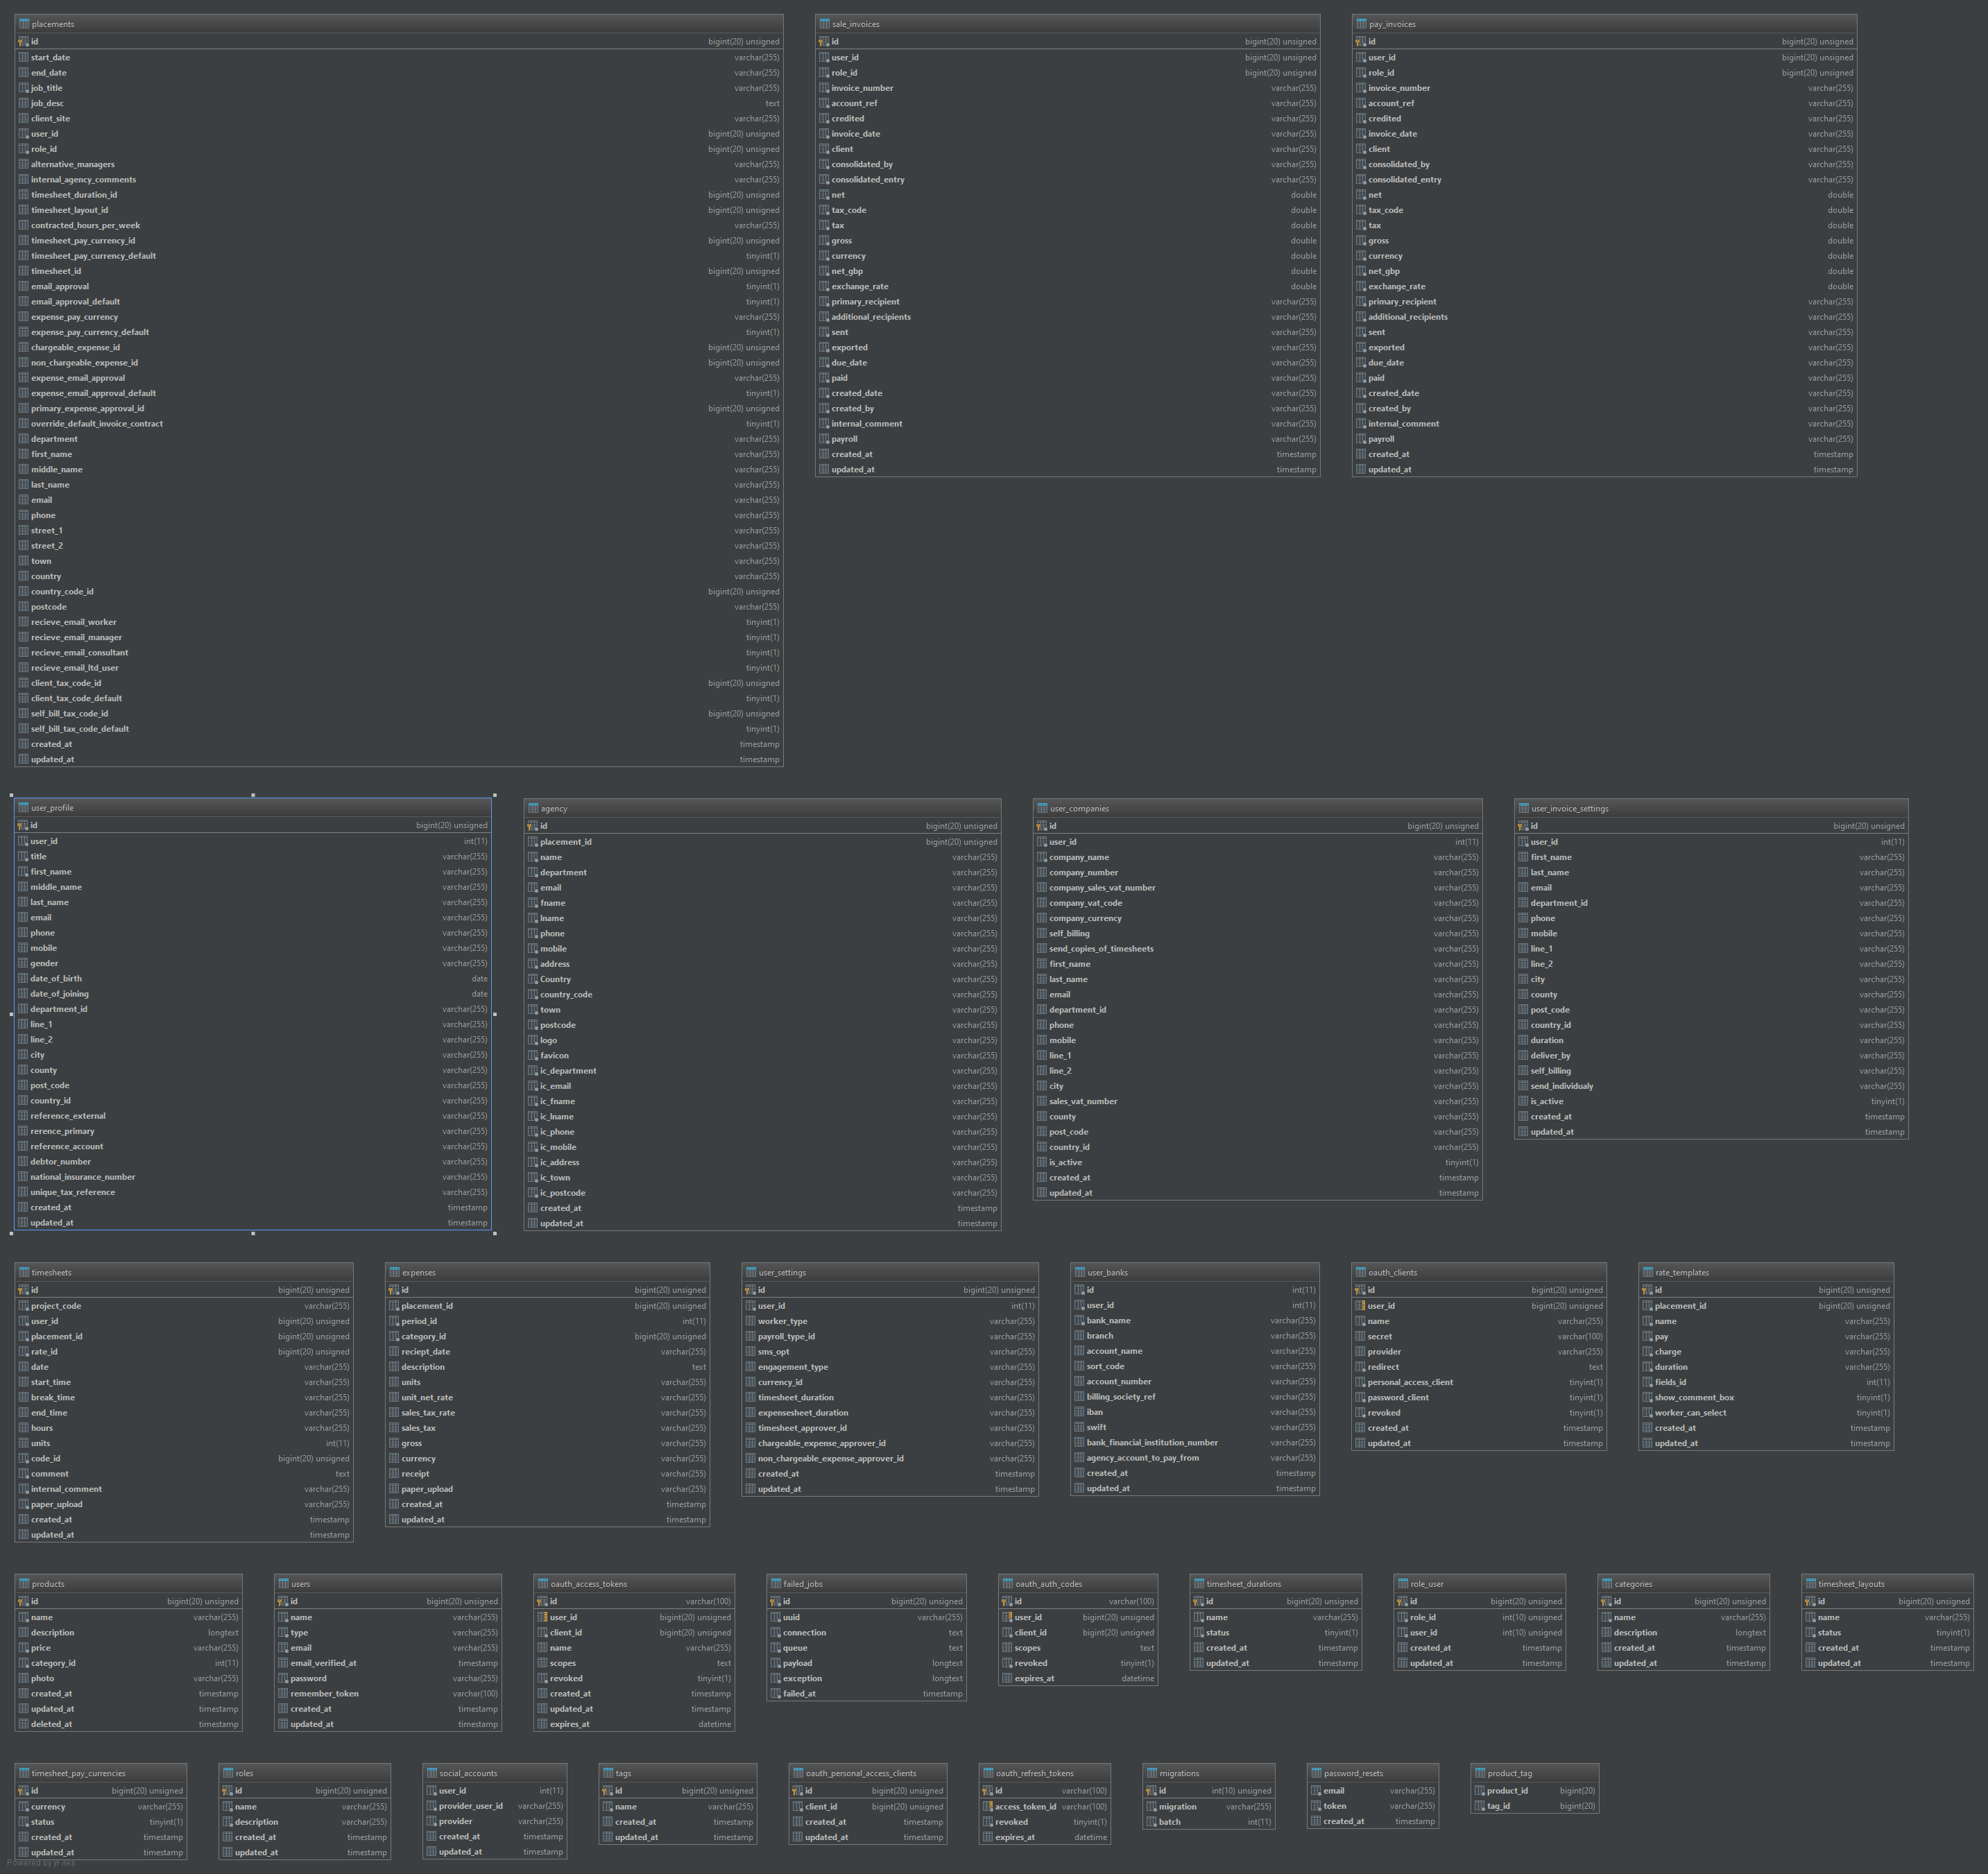 placements
id bigint(20) unsigned
start_date varchar(255)
end_date varchar(255)
job_title varchar(255)
job_desc text
client_site varchar(255)
user_id bigint(20) unsigned
role_id bigint(20) unsigned
alternative_managers varchar(255)
internal_agency_comments varchar(255)
timesheet_duration_id bigint(20) unsigned
timesheet_layout_id bigint(20) unsigned
contracted_hours_per_week varchar(255)
timesheet_pay_currency_id bigint(20) unsigned
timesheet_pay_currency_default tinyint(1)
timesheet_id bigint(20) unsigned
email_approval tinyint(1)
email_approval_default tinyint(1)
expense_pay_currency varchar(255)
expense_pay_currency_default tinyint(1)
chargeable_expense_id bigint(20) unsigned
non_chargeable_expense_id bigint(20) unsigned
expense_email_approval varchar(255)
expense_email_approval_default tinyint(1)
primary_expense_approval_id bigint(20) unsigned
override_default_invoice_contract tinyint(1)
department varchar(255)
first_name varchar(255)
middle_name varchar(255)
last_name varchar(255)
email varchar(255)
phone varchar(255)
street_1 varchar(255)
street_2 varchar(255)
town varchar(255)
country varchar(255)
country_code_id bigint(20) unsigned
postcode varchar(255)
recieve_email_worker tinyint(1)
recieve_email_manager tinyint(1)
recieve_email_consultant tinyint(1)
recieve_email_ltd_user tinyint(1)
client_tax_code_id bigint(20) unsigned
client_tax_code_default tinyint(1)
self_bill_tax_code_id bigint(20) unsigned
self_bill_tax_code_default tinyint(1)
created_at timestamp
updated_at timestamp
sale_invoices
id bigint(20) unsigned
user_id bigint(20) unsigned
role_id bigint(20) unsigned
invoice_number varchar(255)
account_ref varchar(255)
credited varchar(255)
invoice_date varchar(255)
client varchar(255)
consolidated_by varchar(255)
consolidated_entry varchar(255)
net double
tax_code double
tax double
gross double
currency double
net_gbp double
exchange_rate double
primary_recipient varchar(255)
additional_recipients varchar(255)
sent varchar(255)
exported varchar(255)
due_date varchar(255)
paid varchar(255)
created_date varchar(255)
created_by varchar(255)
internal_comment varchar(255)
payroll varchar(255)
created_at timestamp
updated_at timestamp
pay_invoices
id bigint(20) unsigned
user_id bigint(20) unsigned
role_id bigint(20) unsigned
invoice_number varchar(255)
account_ref varchar(255)
credited varchar(255)
invoice_date varchar(255)
client varchar(255)
consolidated_by varchar(255)
consolidated_entry varchar(255)
net double
tax_code double
tax double
gross double
currency double
net_gbp double
exchange_rate double
primary_recipient varchar(255)
additional_recipients varchar(255)
sent varchar(255)
exported varchar(255)
due_date varchar(255)
paid varchar(255)
created_date varchar(255)
created_by varchar(255)
internal_comment varchar(255)
payroll varchar(255)
created_at timestamp
updated_at timestamp
user_profile
id bigint(20) unsigned
user_id int(11)
title varchar(255)
first_name varchar(255)
middle_name varchar(255)
last_name varchar(255)
email varchar(255)
phone varchar(255)
mobile varchar(255)
gender varchar(255)
date_of_birth date
date_of_joining date
department_id varchar(255)
line_1 varchar(255)
line_2 varchar(255)
city varchar(255)
county varchar(255)
post_code varchar(255)
country_id varchar(255)
reference_external varchar(255)
rerence_primary varchar(255)
reference_account varchar(255)
debtor_number varchar(255)
national_insurance_number varchar(255)
unique_tax_reference varchar(255)
created_at timestamp
updated_at timestamp
agency
id bigint(20) unsigned
placement_id bigint(20) unsigned
name varchar(255)
department varchar(255)
email varchar(255)
fname varchar(255)
lname varchar(255)
phone varchar(255)
mobile varchar(255)
address varchar(255)
Country varchar(255)
country_code varchar(255)
town varchar(255)
postcode varchar(255)
logo varchar(255)
favicon varchar(255)
ic_department varchar(255)
ic_email varchar(255)
ic_fname varchar(255)
ic_lname varchar(255)
ic_phone varchar(255)
ic_mobile varchar(255)
ic_address varchar(255)
ic_town varchar(255)
ic_postcode varchar(255)
created_at timestamp
updated_at timestamp
user_companies
id bigint(20) unsigned
user_id int(11)
company_name varchar(255)
company_number varchar(255)
company_sales_vat_number varchar(255)
company_vat_code varchar(255)
company_currency varchar(255)
self_billing varchar(255)
send_copies_of_timesheets varchar(255)
first_name varchar(255)
last_name varchar(255)
email varchar(255)
department_id varchar(255)
phone varchar(255)
mobile varchar(255)
line_1 varchar(255)
line_2 varchar(255)
city varchar(255)
sales_vat_number varchar(255)
county varchar(255)
post_code varchar(255)
country_id varchar(255)
is_active tinyint(1)
created_at timestamp
updated_at timestamp
user_invoice_settings
id bigint(20) unsigned
user_id int(11)
first_name varchar(255)
last_name varchar(255)
email varchar(255)
department_id varchar(255)
phone varchar(255)
mobile varchar(255)
line_1 varchar(255)
line_2 varchar(255)
city varchar(255)
county varchar(255)
post_code varchar(255)
country_id varchar(255)
duration varchar(255)
deliver_by varchar(255)
self_billing varchar(255)
send_individualy varchar(255)
is_active tinyint(1)
created_at timestamp
updated_at timestamp
timesheets
id bigint(20) unsigned
project_code varchar(255)
user_id bigint(20) unsigned
placement_id bigint(20) unsigned
rate_id bigint(20) unsigned
date varchar(255)
start_time varchar(255)
break_time varchar(255)
end_time varchar(255)
hours varchar(255)
units int(11)
code_id bigint(20) unsigned
comment text
internal_comment varchar(255)
paper_upload varchar(255)
created_at timestamp
updated_at timestamp
expenses
id bigint(20) unsigned
placement_id bigint(20) unsigned
period_id int(11)
category_id bigint(20) unsigned
reciept_date varchar(255)
description text
units varchar(255)
unit_net_rate varchar(255)
sales_tax_rate varchar(255)
sales_tax varchar(255)
gross varchar(255)
currency varchar(255)
receipt varchar(255)
paper_upload varchar(255)
created_at timestamp
updated_at timestamp
user_settings
id bigint(20) unsigned
user_id int(11)
worker_type varchar(255)
payroll_type_id varchar(255)
sms_opt varchar(255)
engagement_type varchar(255)
currency_id varchar(255)
timesheet_duration varchar(255)
expensesheet_duration varchar(255)
timesheet_approver_id varchar(255)
chargeable_expense_approver_id varchar(255)
non_chargeable_expense_approver_id varchar(255)
created_at timestamp
updated_at timestamp
user_banks
id int(11)
user_id int(11)
bank_name varchar(255)
branch varchar(255)
account_name varchar(255)
sort_code varchar(255)
account_number varchar(255)
billing_society_ref varchar(255)
iban varchar(255)
swift varchar(255)
bank_financial_institution_number varchar(255)
agency_account_to_pay_from varchar(255)
created_at timestamp
updated_at timestamp
oauth_clients
id bigint(20) unsigned
user_id bigint(20) unsigned
name varchar(255)
secret varchar(100)
provider varchar(255)
redirect text
personal_access_client tinyint(1)
password_client tinyint(1)
revoked tinyint(1)
created_at timestamp
updated_at timestamp
rate_templates
id bigint(20) unsigned
placement_id bigint(20) unsigned
name varchar(255)
pay varchar(255)
charge varchar(255)
duration varchar(255)
fields_id int(11)
show_comment_box tinyint(1)
worker_can_select tinyint(1)
created_at timestamp
updated_at timestamp
products
id bigint(20) unsigned
name varchar(255)
description longtext
price varchar(255)
category_id int(11)
photo varchar(255)
created_at timestamp
updated_at timestamp
deleted_at timestamp
users
id bigint(20) unsigned
name varchar(255)
type varchar(255)
email varchar(255)
email_verified_at timestamp
password varchar(255)
remember_token varchar(100)
created_at timestamp
updated_at timestamp
oauth_access_tokens
id varchar(100)
user_id bigint(20) unsigned
client_id bigint(20) unsigned
name varchar(255)
scopes text
revoked tinyint(1)
created_at timestamp
updated_at timestamp
expires_at datetime
failed_jobs
id bigint(20) unsigned
uuid varchar(255)
connection text
queue text
payload longtext
exception longtext
failed_at timestamp
oauth_auth_codes
id varchar(100)
user_id bigint(20) unsigned
client_id bigint(20) unsigned
scopes text
revoked tinyint(1)
expires_at datetime
timesheet_durations
id bigint(20) unsigned
name varchar(255)
status tinyint(1)
created_at timestamp
updated_at timestamp
role_user
id bigint(20) unsigned
role_id int(10) unsigned
user_id int(10) unsigned
created_at timestamp
updated_at timestamp
categories
id bigint(20) unsigned
name varchar(255)
description longtext
created_at timestamp
updated_at timestamp
timesheet_layouts
id bigint(20) unsigned
name varchar(255)
status tinyint(1)
created_at timestamp
updated_at timestamp
timesheet_pay_currencies
id bigint(20) unsigned
currency varchar(255)
status tinyint(1)
created_at timestamp
updated_at timestamp
roles
id bigint(20) unsigned
name varchar(255)
description varchar(255)
created_at timestamp
updated_at timestamp
social_accounts
user_id int(11)
provider_user_id varchar(255)
provider varchar(255)
created_at timestamp
updated_at timestamp
tags
id bigint(20) unsigned
name varchar(255)
created_at timestamp
updated_at timestamp
oauth_personal_access_clients
id bigint(20) unsigned
client_id bigint(20) unsigned
created_at timestamp
updated_at timestamp
oauth_refresh_tokens
id varchar(100)
access_token_id varchar(100)
revoked tinyint(1)
expires_at datetime
migrations
id int(10) unsigned
migration varchar(255)
batch int(11)
password_resets
email varchar(255)
token varchar(255)
created_at timestamp
product_tag
product_id bigint(20)
tag_id bigint(20)
Powered by yFiles